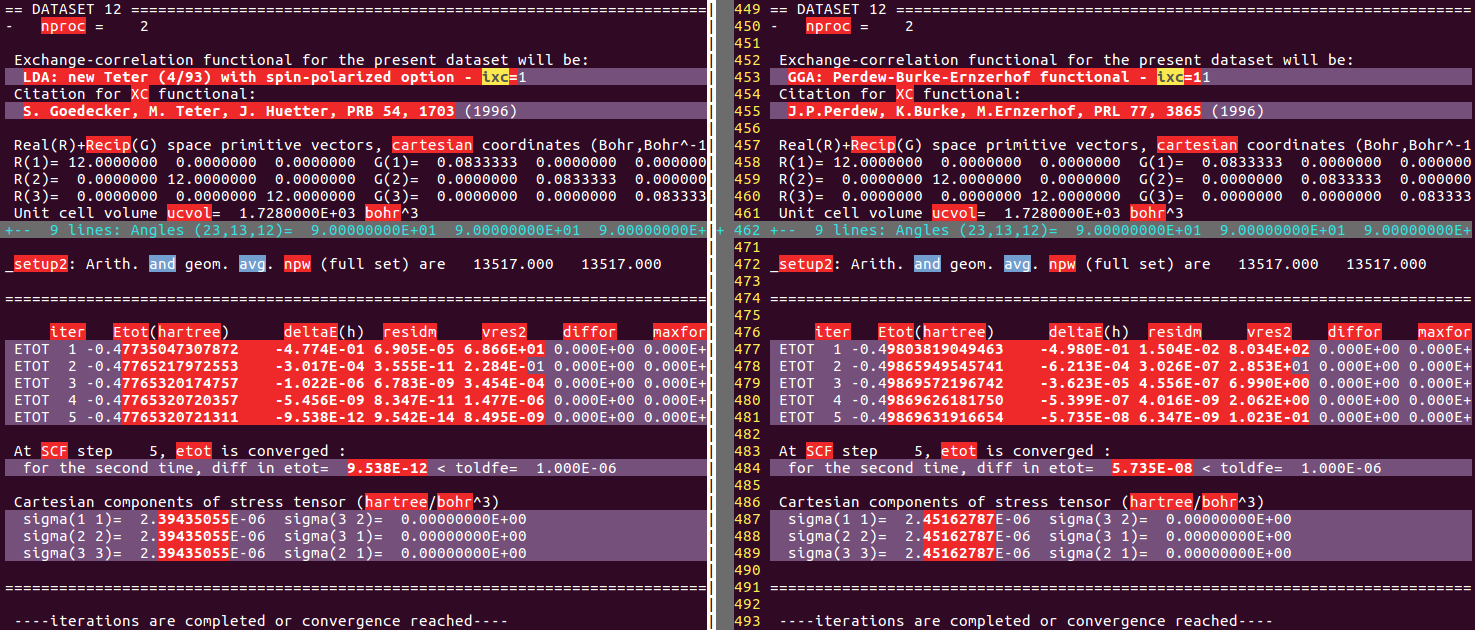 == DATASET 12 ================================================================
-   nproc =    2
Exchange-correlation functional for the present dataset will be:
LDA: new Teter (4/93) with spin-polarized option - ixc=1
Citation for XC functional:
S. Goedecker, M. Teter, J. Huetter, PRB 54, 1703 (1996)
Real(R)+Recip(G) space primitive vectors, cartesian coordinates (Bohr,Bohr^-1
R(1)= 12.0000000  0.0000000  0.0000000  G(1)=  0.0833333  0.0000000  0.000000
R(2)=  0.0000000 12.0000000  0.0000000  G(2)=  0.0000000  0.0833333  0.000000
R(3)=  0.0000000  0.0000000 12.0000000  G(3)=  0.0000000  0.0000000  0.083333
Unit cell volume ucvol=  1.7280000E+03 bohr^3
+--  9 lines: Angles (23,13,12)=  9.00000000E+01  9.00000000E+01  9.00000000E+
_setup2: Arith. and geom. avg. npw (full set) are   13517.000   13517.000
==============================================================================
iter   Etot(hartree)      deltaE(h)  residm     vres2    diffor    maxfor
ETOT  1 -0.47735047307872    -4.774E-01 6.905E-05 6.866E+01 0.000E+00 0.000E+
ETOT  2 -0.47765217972553    -3.017E-04 3.555E-11 2.284E-01 0.000E+00 0.000E+
ETOT  3 -0.47765320174757    -1.022E-06 6.783E-09 3.454E-04 0.000E+00 0.000E+
ETOT  4 -0.47765320720357    -5.456E-09 8.347E-11 1.477E-06 0.000E+00 0.000E+
ETOT  5 -0.47765320721311    -9.538E-12 9.542E-14 8.495E-09 0.000E+00 0.000E+
At SCF step    5, etot is converged :
for the second time, diff in etot=  9.538E-12 < toldfe=  1.000E-06
Cartesian components of stress tensor (hartree/bohr^3)
sigma(1 1)=  2.39435055E-06  sigma(3 2)=  0.00000000E+00
sigma(2 2)=  2.39435055E-06  sigma(3 1)=  0.00000000E+00
sigma(3 3)=  2.39435055E-06  sigma(2 1)=  0.00000000E+00
==============================================================================
----iterations are completed or convergence reached----
449 == DATASET 12 ================================================================
450 -   nproc =    2
451
452 Exchange-correlation functional for the present dataset will be:
453 GGA: Perdew-Burke-Ernzerhof functional - ixc=11
454 Citation for XC functional:
455 J.P.Perdew, K.Burke, M.Ernzerhof, PRL 77, 3865 (1996)
456
457 Real(R)+Recip(G) space primitive vectors, cartesian coordinates (Bohr,Bohr^-1
458 R(1)= 12.0000000  0.0000000  0.0000000  G(1)=  0.0833333  0.0000000  0.000000
459 R(2)=  0.0000000 12.0000000  0.0000000  G(2)=  0.0000000  0.0833333  0.000000
460 R(3)=  0.0000000  0.0000000 12.0000000  G(3)=  0.0000000  0.0000000  0.083333
461 Unit cell volume ucvol=  1.7280000E+03 bohr^3
+ 462 +--  9 lines: Angles (23,13,12)=  9.00000000E+01  9.00000000E+01  9.00000000E+
471
472 _setup2: Arith. and geom. avg. npw (full set) are   13517.000   13517.000
473
474 ==============================================================================
475
476 iter   Etot(hartree)      deltaE(h)  residm     vres2    diffor    maxfor
477 ETOT  1 -0.49803819049463    -4.980E-01 1.504E-02 8.034E+02 0.000E+00 0.000E+
478 ETOT  2 -0.49865949545741    -6.213E-04 3.026E-07 2.853E+01 0.000E+00 0.000E+
479 ETOT  3 -0.49869572196742    -3.623E-05 4.556E-07 6.990E+00 0.000E+00 0.000E+
480 ETOT  4 -0.49869626181750    -5.399E-07 4.016E-09 2.062E+00 0.000E+00 0.000E+
481 ETOT  5 -0.49869631916654    -5.735E-08 6.347E-09 1.023E-01 0.000E+00 0.000E+
482
483 At SCF step    5, etot is converged :
484 for the second time, diff in etot=  5.735E-08 < toldfe=  1.000E-06
485
486 Cartesian components of stress tensor (hartree/bohr^3)
487 sigma(1 1)=  2.45162787E-06  sigma(3 2)=  0.00000000E+00
488 sigma(2 2)=  2.45162787E-06  sigma(3 1)=  0.00000000E+00
489 sigma(3 3)=  2.45162787E-06  sigma(2 1)=  0.00000000E+00
490
491 ==============================================================================
492
493 ----iterations are completed or convergence reached----